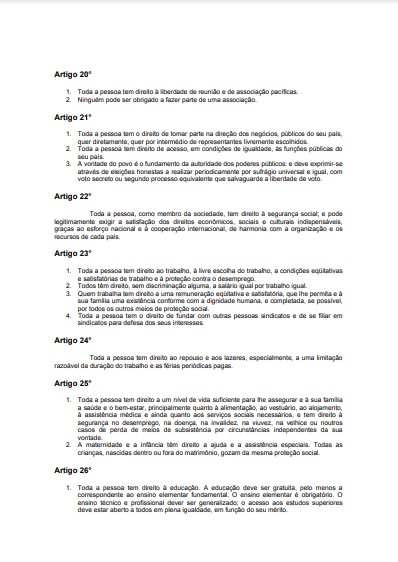 Artigo 20°
1. Toda a pessoa tem direito à liberdade de reunião e de associação pacíficas.
2. Ninguém pode ser obrigado a fazer parte de uma associação.
Artigo 21°
1. Toda a pessoa tem o direito de tomar parte na direção dos negócios, públicos do seu país,
quer diretamente, quer por intermédio de representantes livremente escolhidos.
2. Toda a pessoa tem direito de acesso, em condições de igualdade, às funções públicas do
seu país.
3. A vontade do povo é o fundamento da autoridade dos poderes públicos: e deve exprimir-se
através de eleições honestas a realizar periodicamente por sufrágio universal e igual, com
voto secreto ou segundo processo equivalente que salvaguarde a liberdade de voto.
Artigo 22°
Toda a pessoa, como membro da sociedade, tem direito à segurança social; e pode
legitimamente exigir a satisfação dos direitos económicos, sociais e culturais indispensáveis,
graças ao esforço nacional e à cooperação internacional, de harmonia com a organização e os
recursos de cada país.
Artigo 23°
1. Toda a pessoa tem direito ao trabalho, à livre escolha do trabalho, a condições eqüitativas
e satisfatórias de trabalho e à proteção contra o desemprego.
2. Todos têm direito, sem discriminação alguma, a salário igual por trabalho igual.
3. Quem trabalha tem direito a uma remuneração eqüitativa e satisfatória, que lhe permita e à
sua família uma existência conforme com a dignidade humana, e completada, se possível,
por todos os outros meios de proteção social.
4. Toda a pessoa tem o direito de fundar com outras pessoas sindicatos e de se filiar em
sindicatos para defesa dos seus interesses.
Artigo 24°
Toda a pessoa tem direito ao repouso e aos lazeres, especialmente, a uma limitação
razoável da duração do trabalho e as férias periódicas pagas.
Artigo 25°
1. Toda a pessoa tem direito a um nível de vida suficiente para lhe assegurar e à sua família
a saúde e o bem-estar, principalmente quanto à alimentação, ao vestuário, ao alojamento,
à assistência médica e ainda quanto aos serviços sociais necessários, e tem direito à
segurança no desemprego, na doença, na invalidez, na viuvez, na velhice ou noutros
casos de perda de meios de subsistência por circunstâncias independentes da sua
vontade.
2. A maternidade e a infância têm direito a ajuda e a assistência especiais. Todas as
crianças, nascidas dentro ou fora do matrimônio, gozam da mesma proteção social.
Artigo 26°
1. Toda a pessoa tem direito à educação. A educação deve ser gratuita, pelo menos a
correspondente ao ensino elementar fundamental. O ensino elementar é obrigatório. O
ensino técnico e profissional dever ser generalizado; o acesso aos estudos superiores
deve estar aberto a todos em plena igualdade, em função do seu mérito.